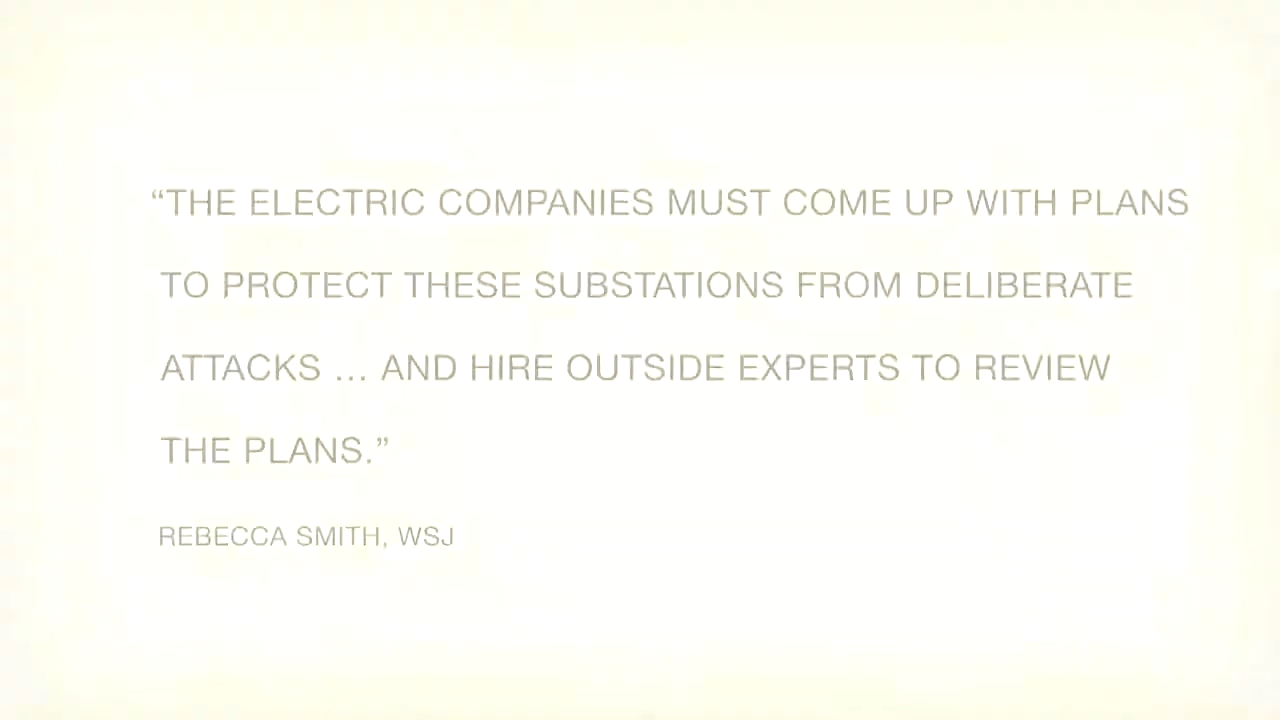 “THE ELECTRIC COMPANIES MUST COME UP WITH PLANS
TO PROTECT THESE SUBSTATIONS FROM DELIBERATE
ATTACKS … AND HIRE OUTSIDE EXPERTS TO REVIEW
THE PLANS.”
REBECCA SMITH, WSJ